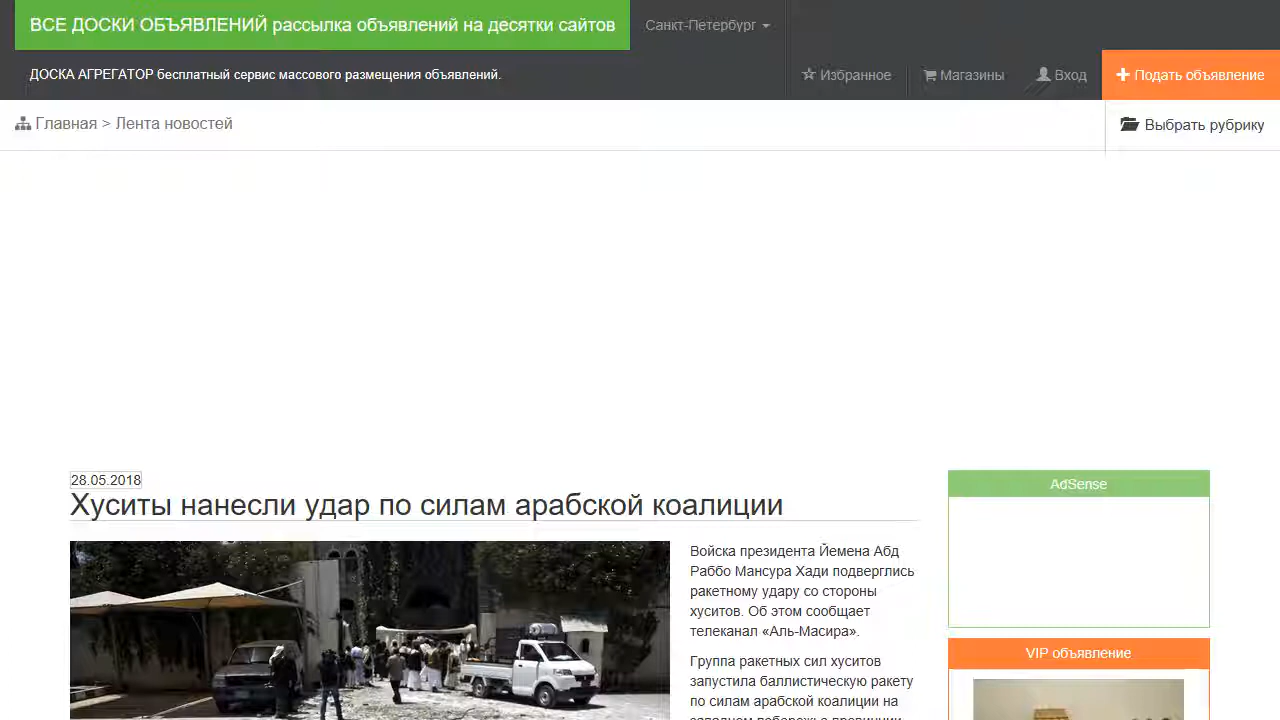 ВСЕ ДОСКИ ОБЪЯВЛЕНИЙ рассылка объявлений на десятки сайтов
Санкт-Петербург
ДОСКА АГРЕГАТОР бесплатный сервис массового размещения объявлений.
Избранное
Магазины
Вход
Подать объявление
Главная > Лента новостей
Выбрать рубрику
28.05.2018
Хуситы нанесли удар по силам арабской коалиции
Войска президента Йемена Абд
Раббо Мансура Хади подверглись
ракетному удару со стороны
хуситов. Об этом сообщает
телеканал «Аль-Масира».
Группа ракетных сил хуситов
запустила баллистическую ракету
по силам арабской коалиции на
западном побережье провинции
AdSense
VIP объявление